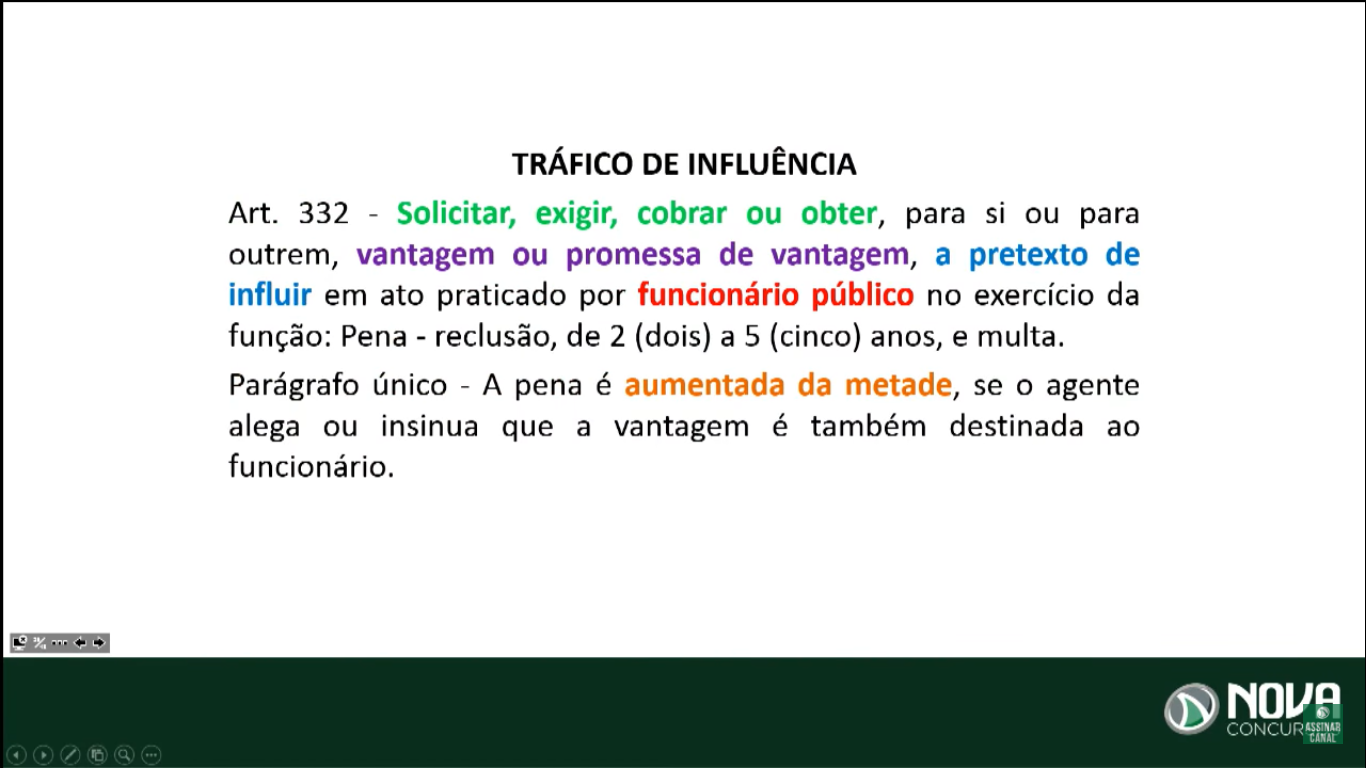 TRÁFICO DE INFLUÊNCIA
Art. 332 - Solicitar, exigir, cobrar ou obter, para si ou para
outrem, vantagem ou promessa de vantagem, a pretexto de
influir em ato praticado por funcionário público no exercício da
função: Pena - reclusão, de 2 (dois) a 5 (cinco) anos, e multa.
Parágrafo único - A pena é aumentada da metade, se o agente
alega ou insinua que a vantagem é também destinada ao
funcionário.
NOVA
ASSINAR
CANAL